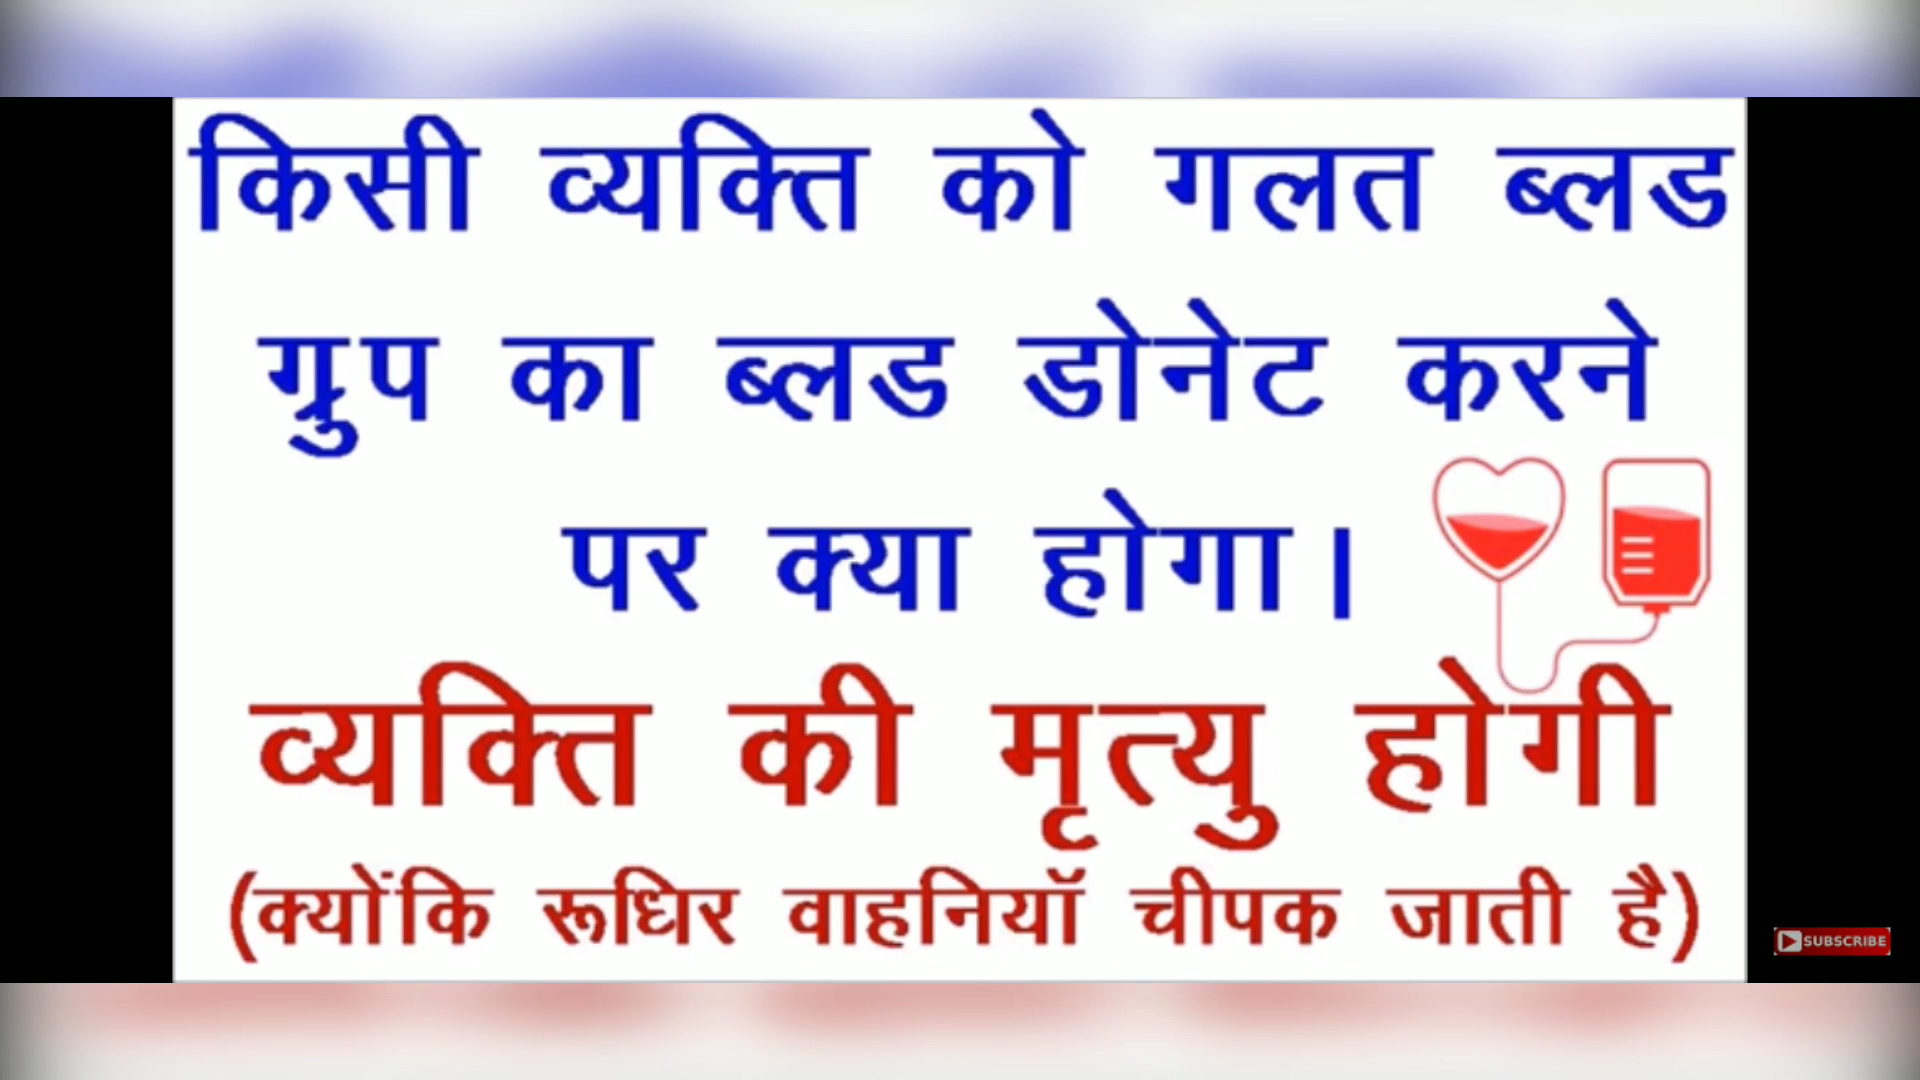 किसी व्यक्ति को गलत ब्लड
ग्रुप का ब्लड डोनेट करने
पर क्या होगा।
व्यक्ति की मृत्यु होगी
(क्योंकि रूधिर वाहनियाॅ चीपक जाती है)
SUBSCRIBE